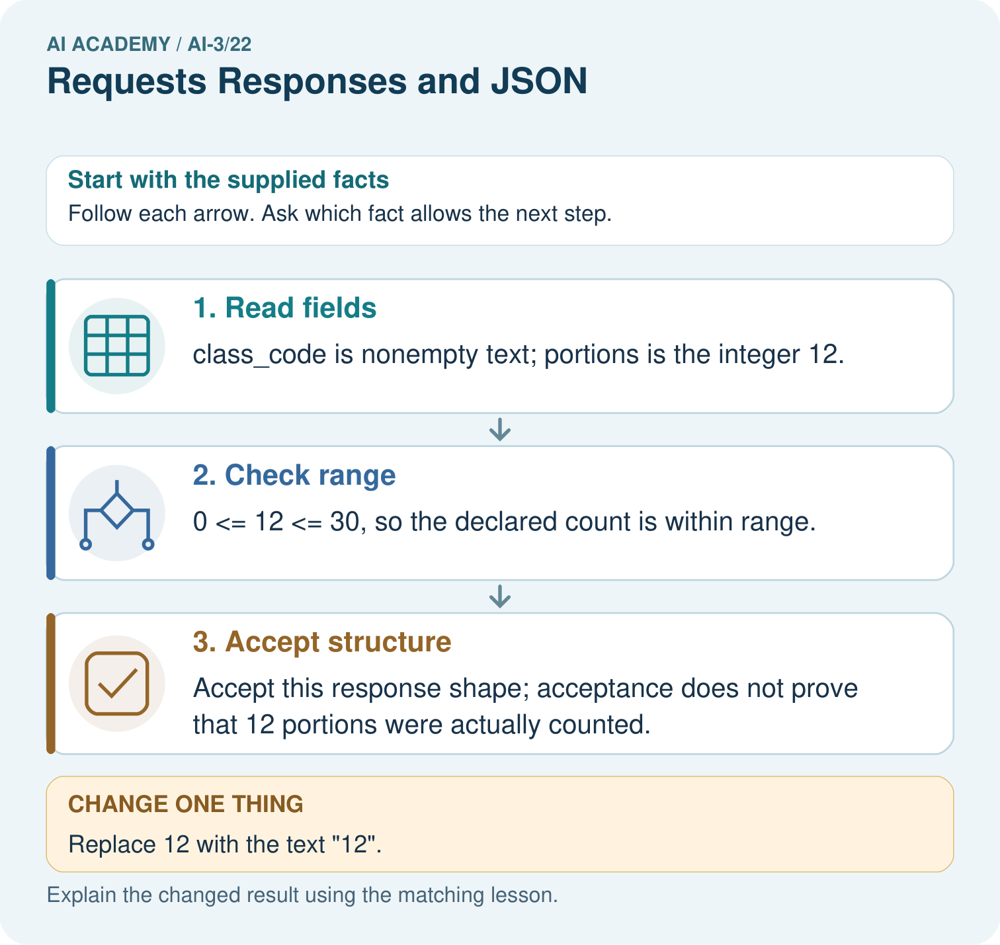 AI ACADEMY / AI-3/22
Requests Responses and JSON
Start with the supplied facts
Follow each arrow. Ask which fact allows the next step.
1. Read fields
class_code is nonempty text; portions is the integer 12.
2. Check range
0 <= 12 <= 30, so the declared count is within range.
3. Accept structure
Accept this response shape; acceptance does not prove
that 12 portions were actually counted.
CHANGE ONE THING
Replace 12 with the text "12".
Explain the changed result using the matching lesson.